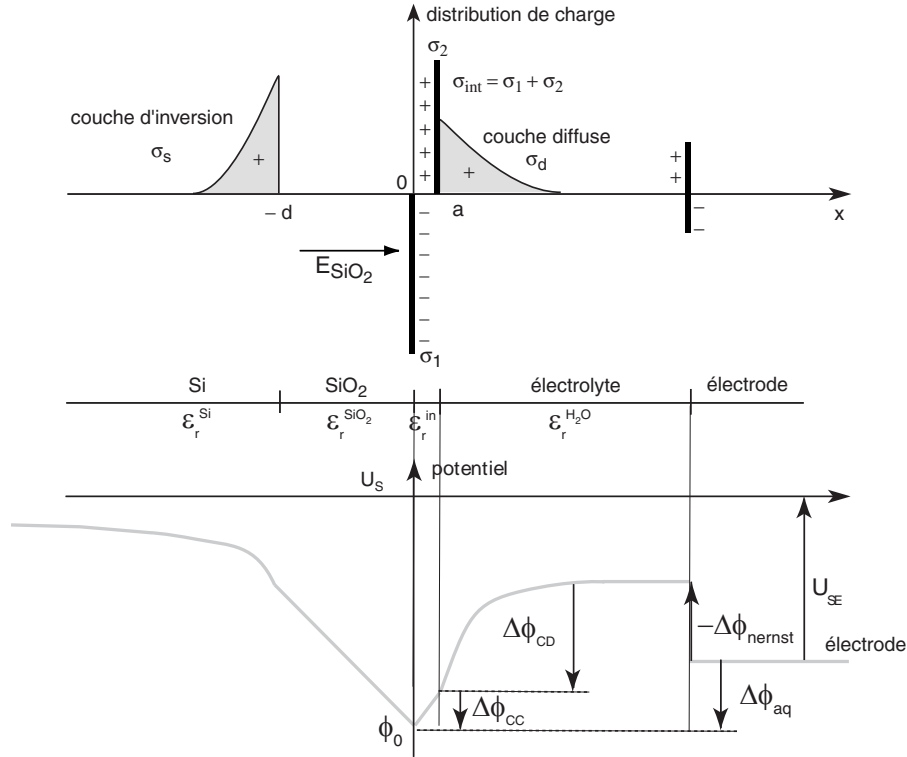 distribution de charge
σ2
+ σint = σ1 + σ2
+
couche d'inversion
+
couche diffuse
σs
+
+
σd
+
+
+
+
+
0
− d
a
x
−
−
−
−
−
−
−
−
−
ESiO2
σ1
Si
SiO2
électrolyte
électrode
εrSi
εrSiO2
εrin
εrH2O
US
potentiel
USE
ΔϕCD
−Δϕnernst
électrode
ΔϕCC
Δϕaq
ϕ0